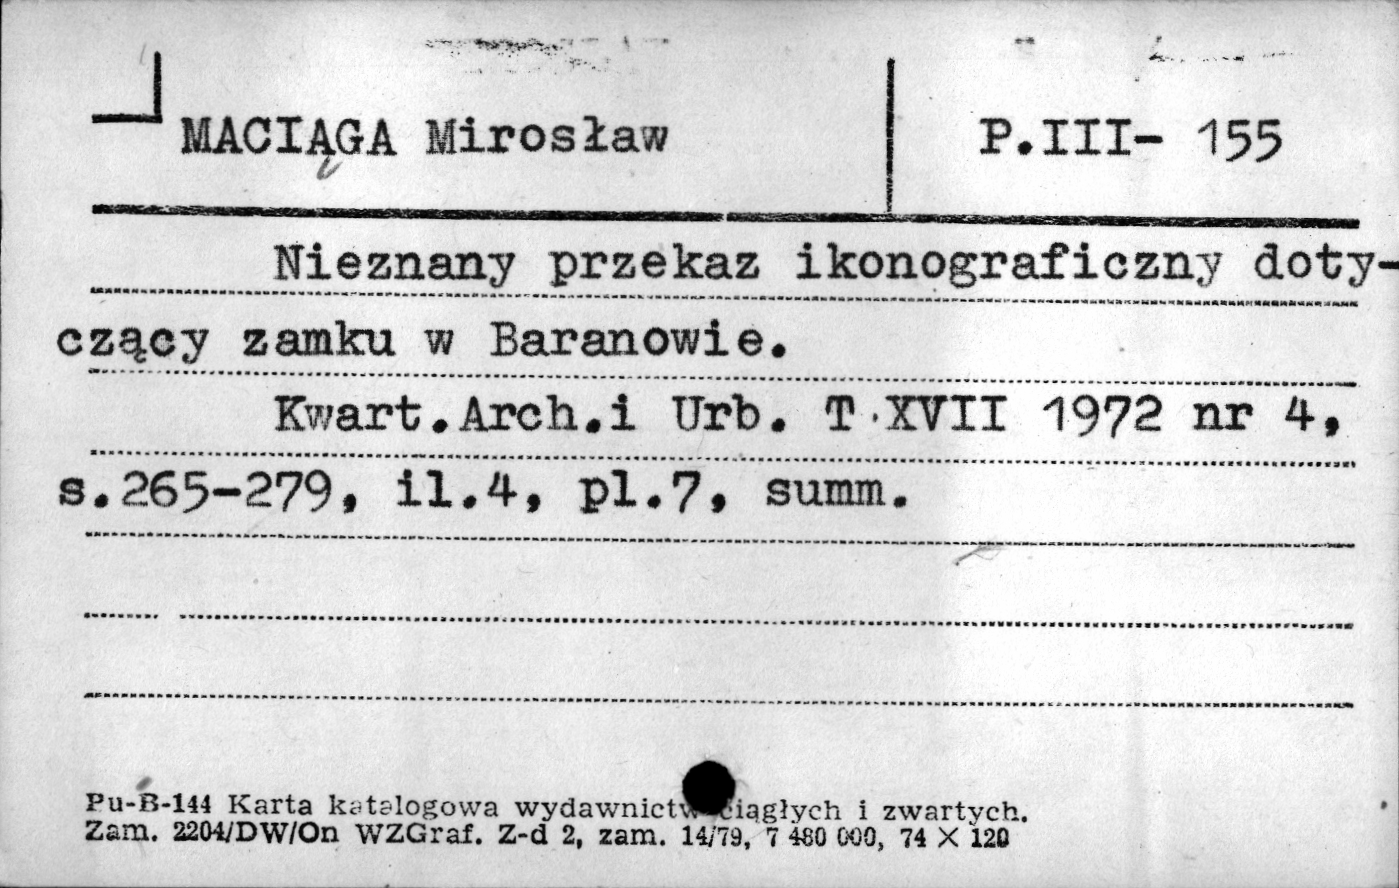 MACIĄGA Mirosław P.III- 155
Nieznany przekaz ikonograficzny doty-
czący zamku w Baranowie.
Kwart.Arch.i Urb. T.XVII 1972 nr 4,
s.265-279, il.4, pl.7, summ.
Pu-B-144 Karta katalogowa wydawnictw ciągłych i zwartych.
Zam. 2204/DW/On WZGraf. Z-d 2, zam. 14/79, 7 480 000, 74 X 120